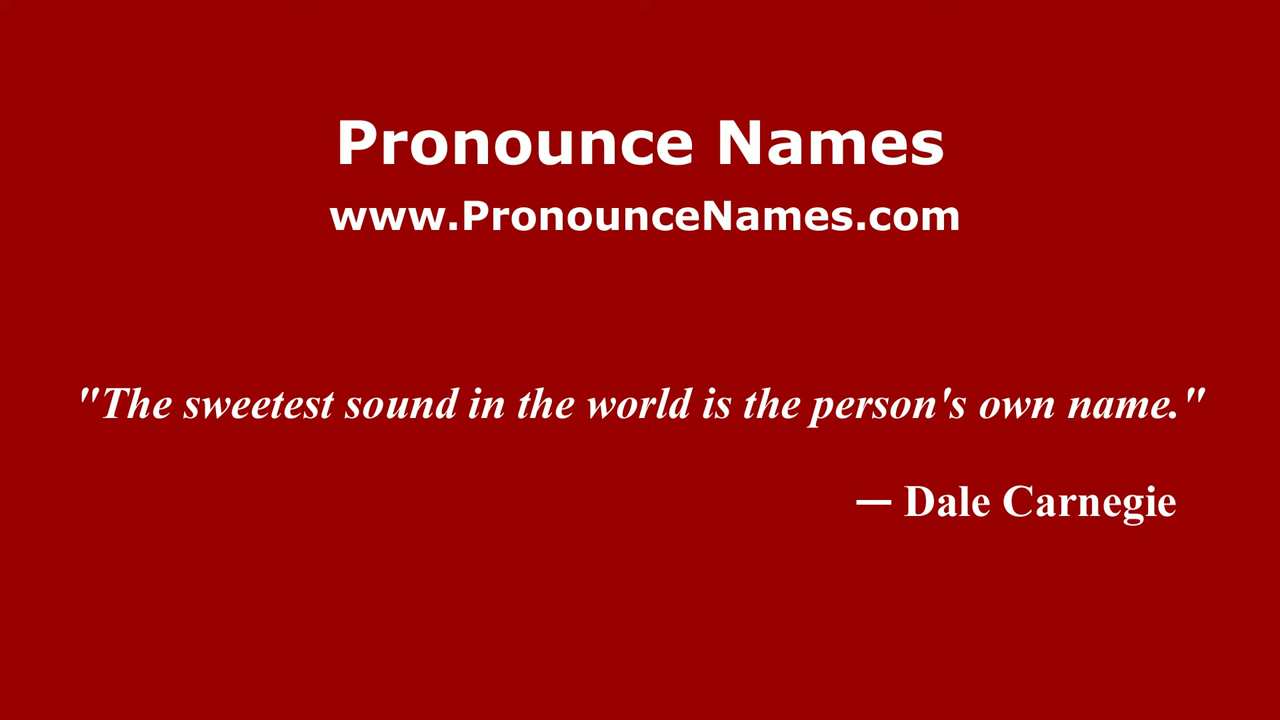 Pronounce Names
www.PronounceNames.com
"The sweetest sound in the world is the person's own name."
— Dale Carnegie